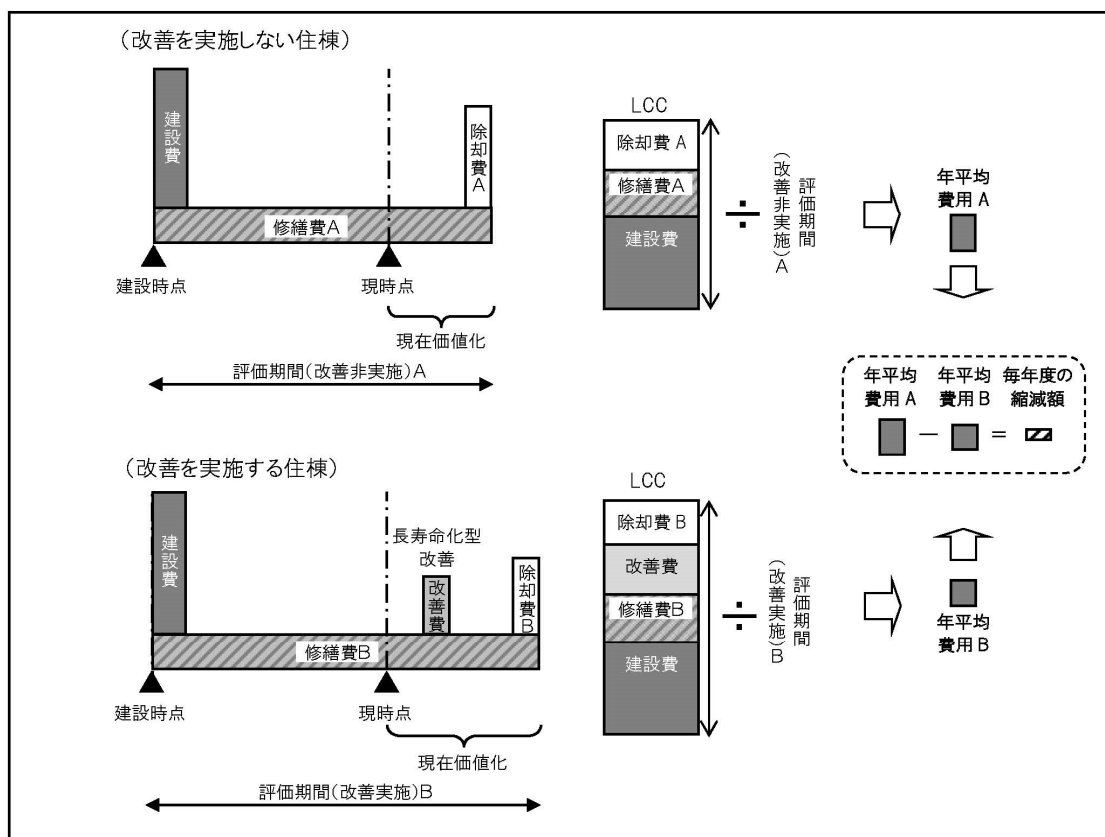 (改善を実施しない住棟)
建設費
除却費A
修繕費A
建設時点
現時点
現在価値化
評価期間(改善非実施)A
LCC
除却費A
修繕費A
建設費
÷
評価期間
(改善非実施)A
年平均
費用A
年平均
費用A
－
年平均
費用B
＝
毎年度の
縮減額
(改善を実施する住棟)
建設費
長寿命化型
改善
改善費
除却費B
修繕費B
建設時点
現時点
現在価値化
評価期間(改善実施)B
LCC
除却費B
改善費
修繕費B
建設費
÷
評価期間
(改善実施)B
年平均
費用B